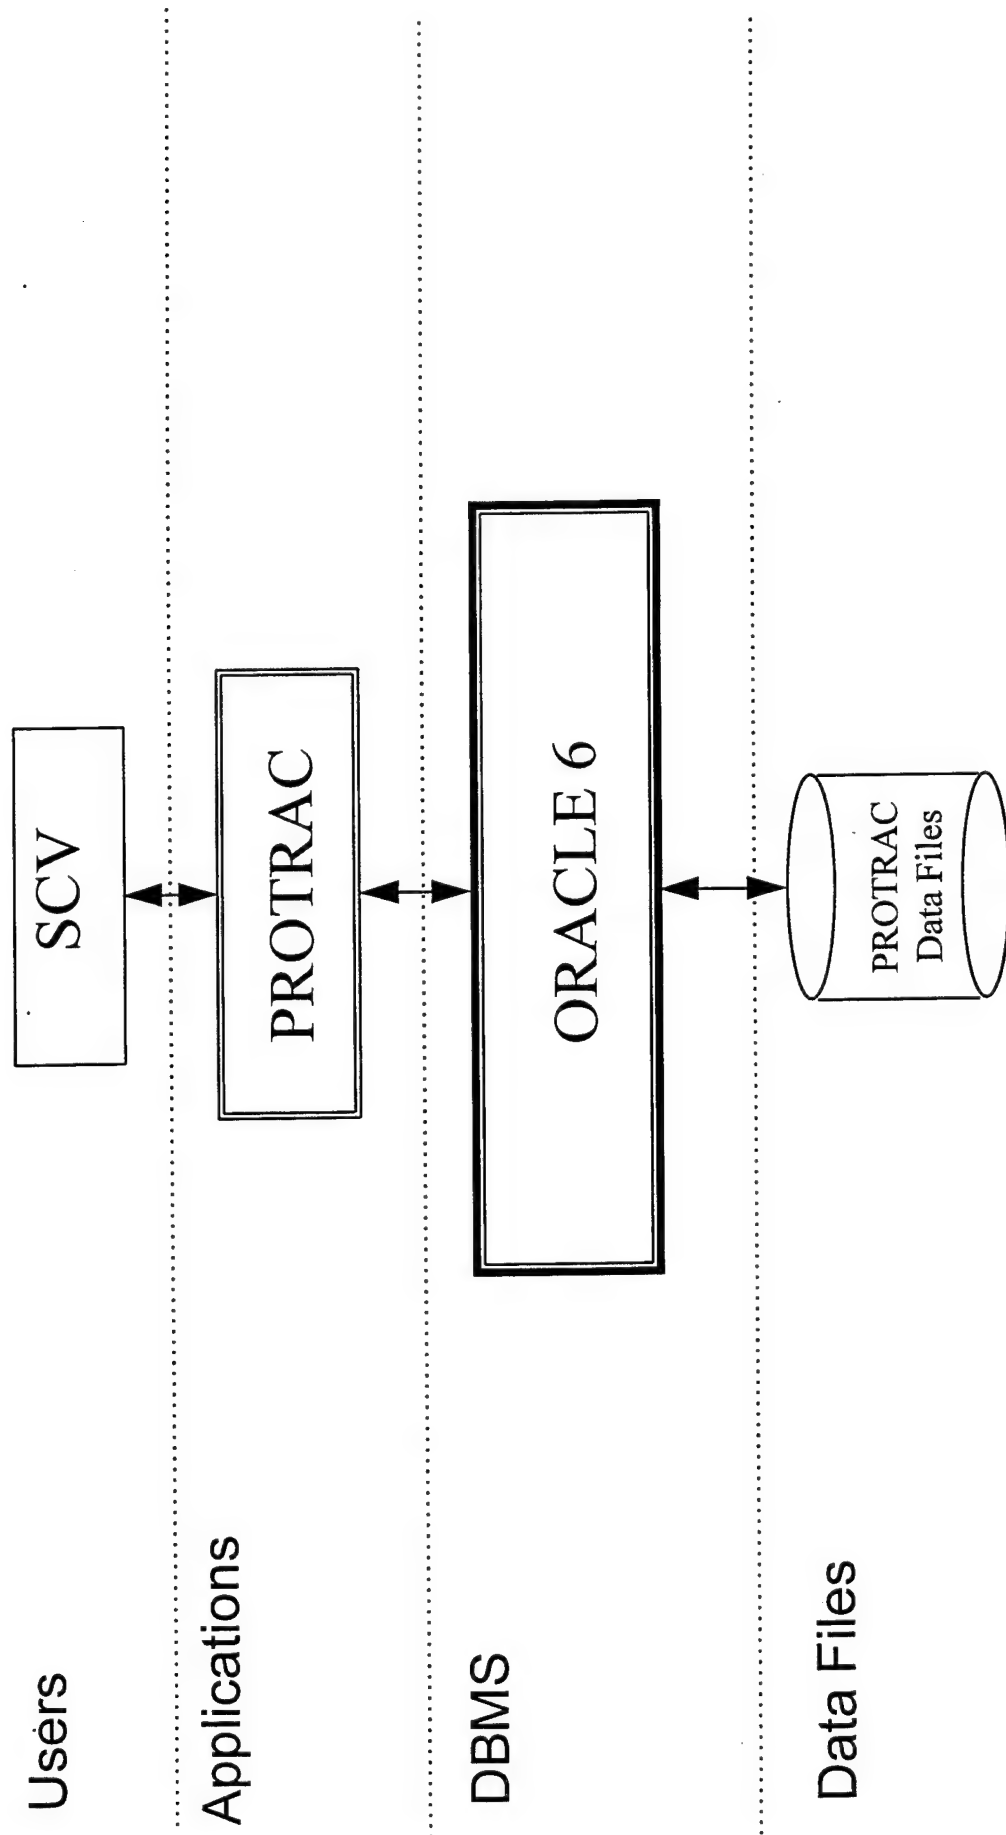 Users
SCV
Applications
PROTRAC
DBMS
ORACLE 6
Data Files
PROTRAC
Data Files